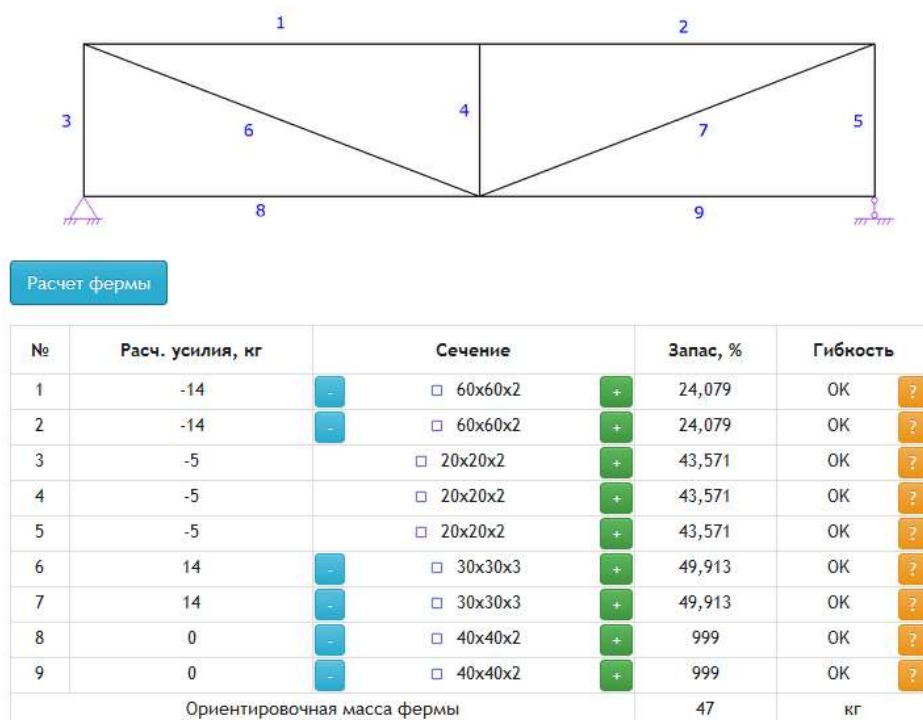 1 2
3 4 5
6 7
8 9
Расчет фермы
№ Расч. усилия, кг Сечение Запас, % Гибкость
1 -14 - 60x60x2 + 24,079 OK ?
2 -14 - 60x60x2 + 24,079 OK ?
3 -5 20x20x2 + 43,571 OK ?
4 -5 20x20x2 + 43,571 OK ?
5 -5 20x20x2 + 43,571 OK ?
6 14 - 30x30x3 + 49,913 OK ?
7 14 - 30x30x3 + 49,913 OK ?
8 0 - 40x40x2 + 999 OK ?
9 0 - 40x40x2 + 999 OK ?
Ориентировочная масса фермы 47 кг